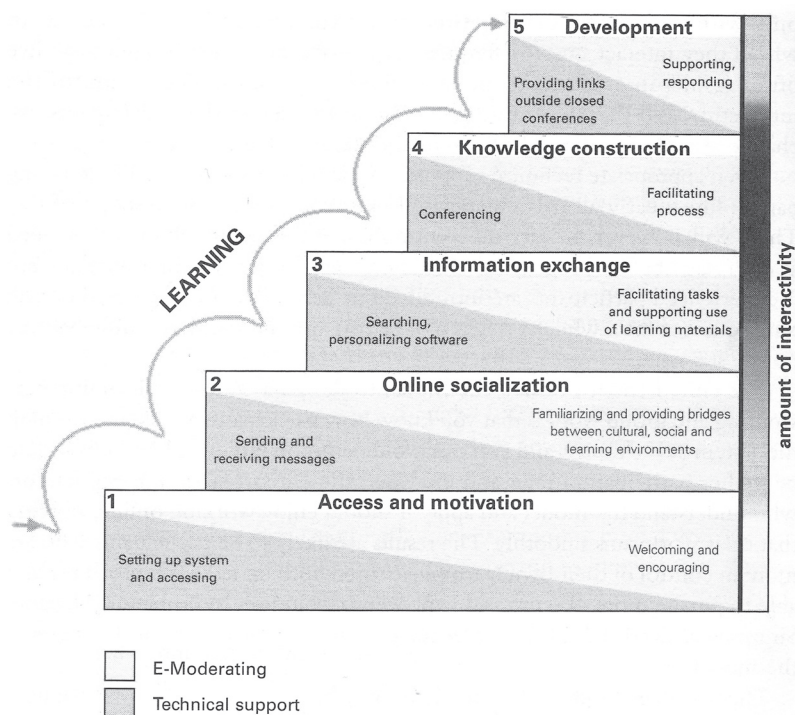 5 Development
Supporting,
responding
Providing links
outside closed
conferences
4 Knowledge construction
Facilitating
process
Conferencing
3 Information exchange
Facilitating tasks
and supporting use
of learning materials
Searching,
personalizing software
2 Online socialization
Familiarizing and providing bridges
between cultural, social and
learning environments
Sending and
receiving messages
1 Access and motivation
Welcoming and
encouraging
Setting up system
and accessing
LEARNING
amount of interactivity
E-Moderating
Technical support